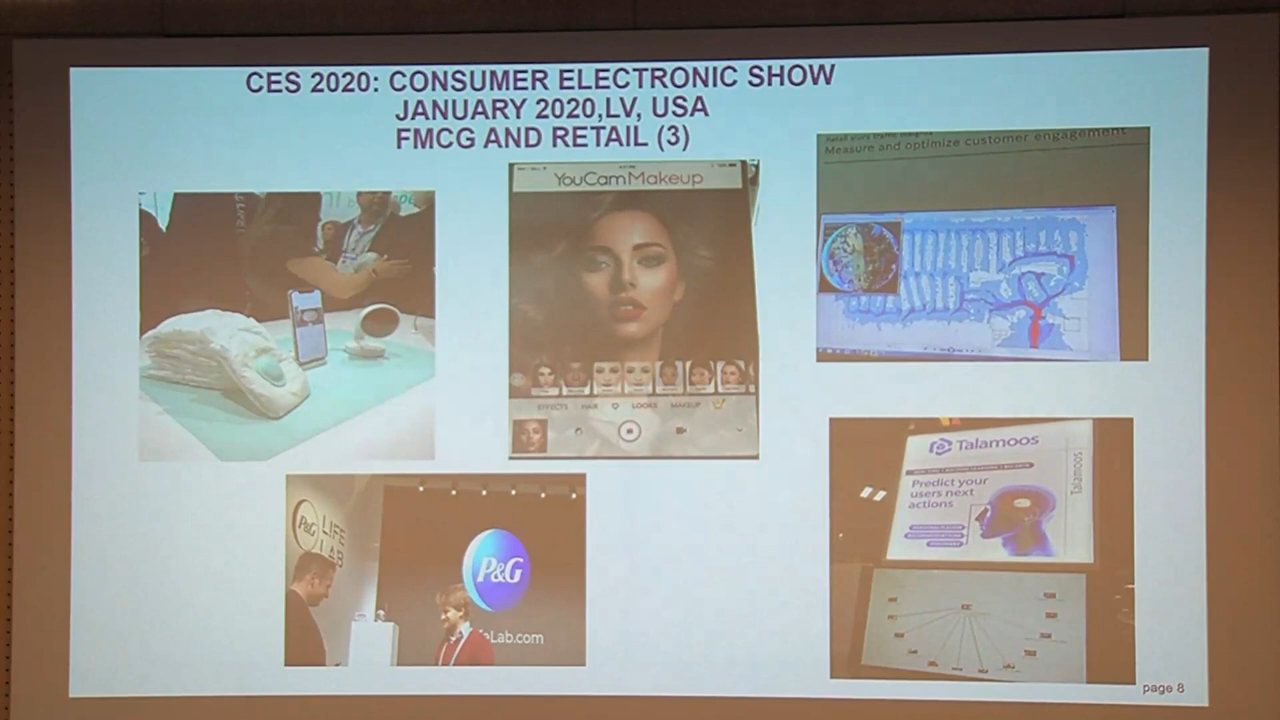 CES 2020: CONSUMER ELECTRONIC SHOW
JANUARY 2020,LV, USA
FMCG AND RETAIL (3)
YouCam Makeup
EFFECTS HAIR LOOKS MAKEUP
Measure and optimize customer engagement
Talamoos
Talamoos
Predict your
users next
actions
P&G
LIFE
LAB
P&G
eLab.com
page 8